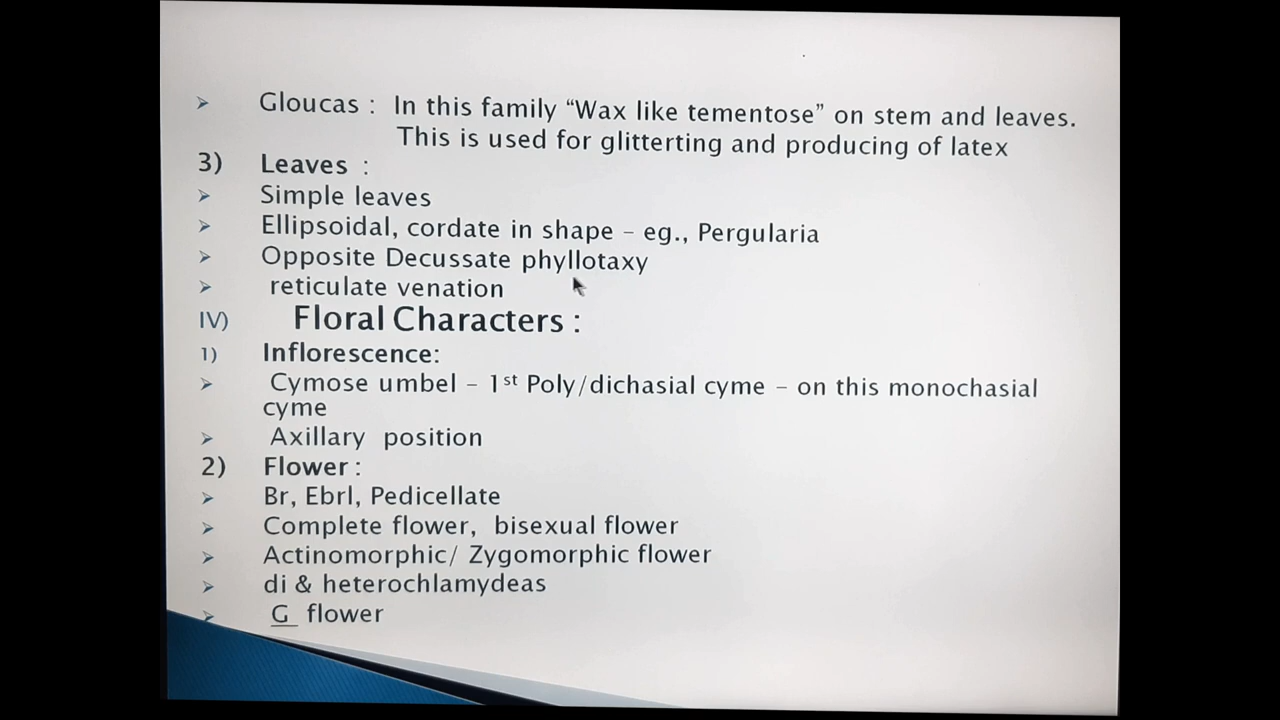 ➢ Gloucas : In this family “Wax like tementose” on stem and leaves.
This is used for glitterting and producing of latex
3) Leaves :
➢ Simple leaves
➢ Ellipsoidal, cordate in shape – eg., Pergularia
➢ Opposite Decussate phyllotaxy
➢ reticulate venation
IV) Floral Characters :
1) Inflorescence:
➢ Cymose umbel – 1st Poly/dichasial cyme – on this monochasial
cyme
➢ Axillary position
2) Flower :
➢ Br, Ebrl, Pedicellate
➢ Complete flower, bisexual flower
➢ Actinomorphic/ Zygomorphic flower
➢ di & heterochlamydeas
➢ G flower